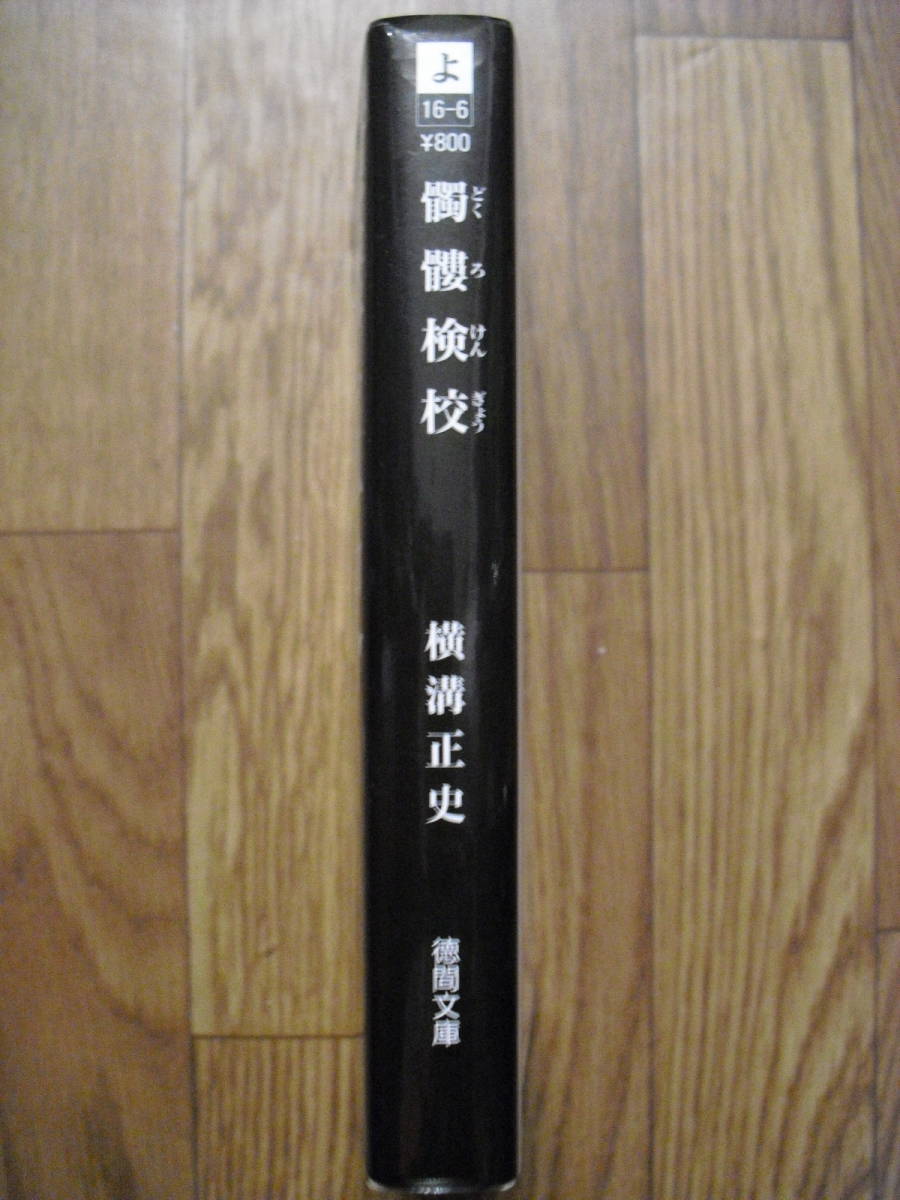 よ
16-6
¥800
髑髏検校
どくろけんぎょう
横溝正史
徳間文庫